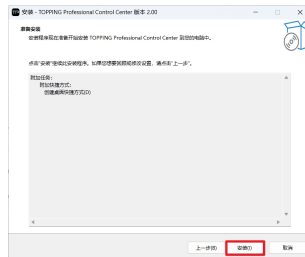 安装 - TOPPING Professional Control Center 版本 2.00
准备安装
安装程序现在准备开始安装 TOPPING Professional Control Center 到您的电脑中。
点击“安装”继续此安装程序。如果您想要回顾或修改设置，请点击“上一步”。
附加任务:
附加快捷方式:
创建桌面快捷方式(D)
上一步(B)
安装(I)
取消